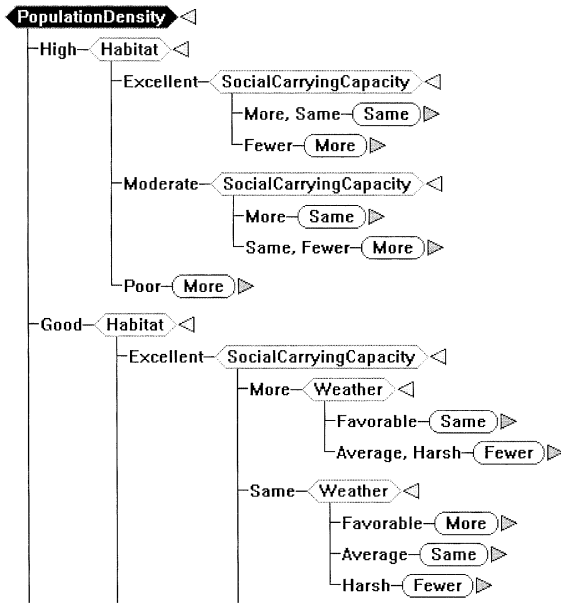 PopulationDensity
High Habitat
Excellent SocialCarryingCapacity
More, Same Same
Fewer More
Moderate SocialCarryingCapacity
More Same
Same, Fewer More
Poor More
Good Habitat
Excellent SocialCarryingCapacity
More Weather
Favorable Same
Average, Harsh Fewer
Same Weather
Favorable More
Average Same
Harsh Fewer